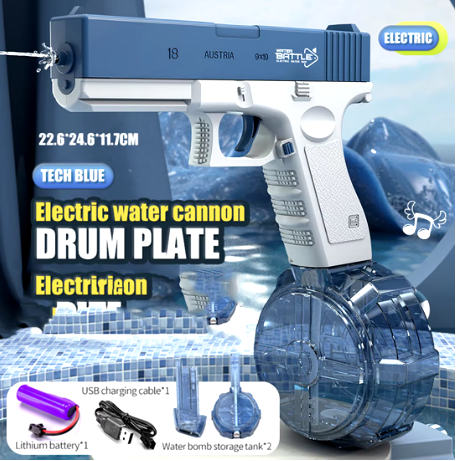 ELECTRIC
18 AUSTRIA
WATER
BATTLE
22.6*24.6*11.7CM
TECH BLUE
Electric water cannon
DRUM PLATE
USB charging cable*1
Lithium battery*1
Water bomb storage tank*2